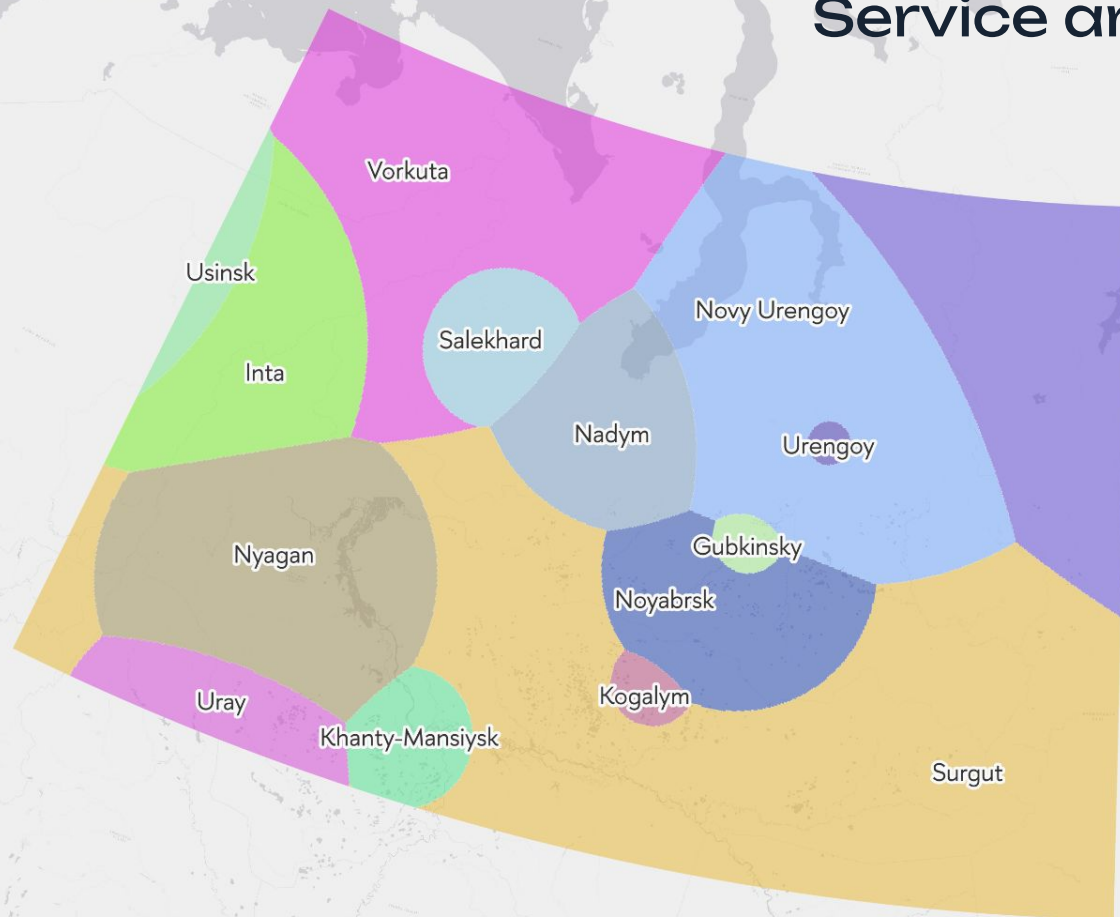 Service ar
Vorkuta
Usinsk
Novy Urengoy
Salekhard
Inta
Nadym
Urengoy
Gubkinsky
Nyagan
Noyabrsk
Kogalym
Uray
Khanty-Mansiysk
Surgut